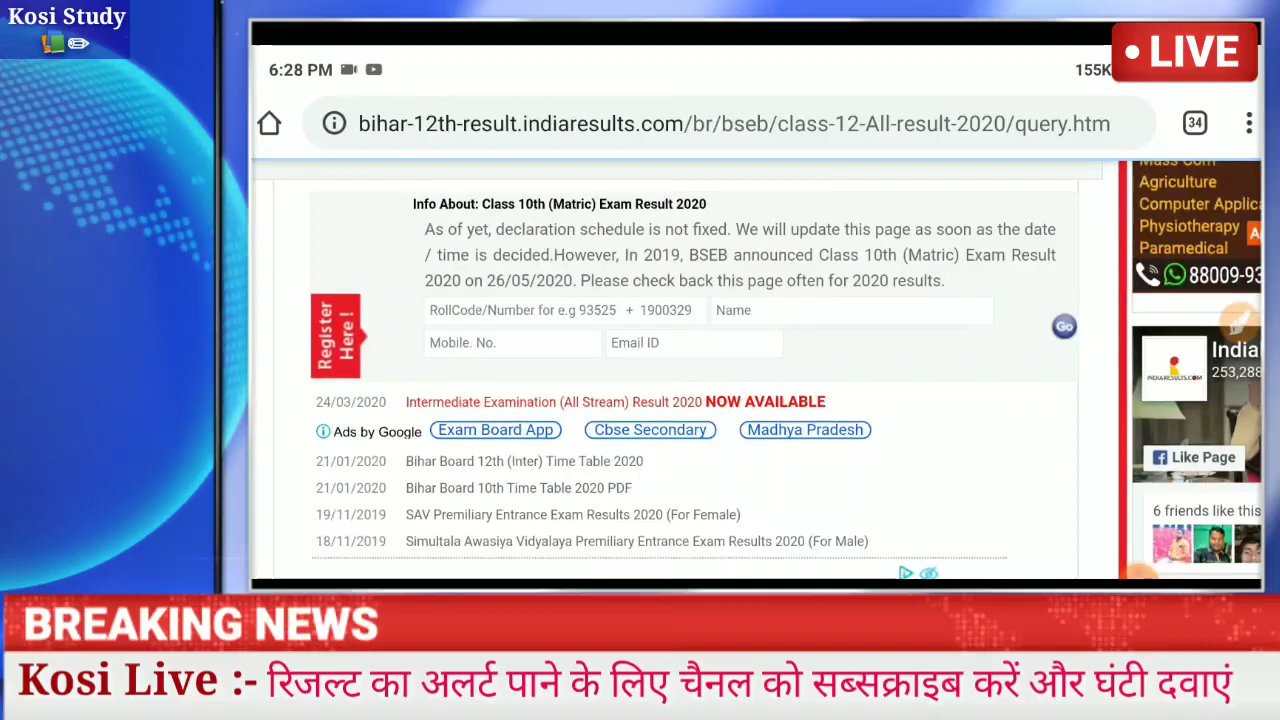 Kosi Study
LIVE
6:28 PM
155K
bihar-12th-result.indiaresults.com/br/bseb/class-12-All-result-2020/query.htm
34
Info About: Class 10th (Matric) Exam Result 2020
As of yet, declaration schedule is not fixed. We will update this page as soon as the date
/ time is decided.However, In 2019, BSEB announced Class 10th (Matric) Exam Result
2020 on 26/05/2020. Please check back this page often for 2020 results.
Register Here !
RollCode/Number for e.g 93525 + 1900329 Name
Mobile. No. Email ID
Go
24/03/2020 Intermediate Examination (All Stream) Result 2020 NOW AVAILABLE
Ads by Google Exam Board App Cbse Secondary Madhya Pradesh
21/01/2020 Bihar Board 12th (Inter) Time Table 2020
21/01/2020 Bihar Board 10th Time Table 2020 PDF
19/11/2019 SAV Premiliary Entrance Exam Results 2020 (For Female)
18/11/2019 Simultala Awasiya Vidyalaya Premiliary Entrance Exam Results 2020 (For Male)
Mass Com
Agriculture
Computer Applic
Physiotherapy
Paramedical
88009-93
India
253,288
INDIARESULTS.COM
Like Page
6 friends like this
BREAKING NEWS
Kosi Live :- रिजल्ट का अलर्ट पाने के लिए चैनल को सब्सक्राइब करें और घंटी दवाएं